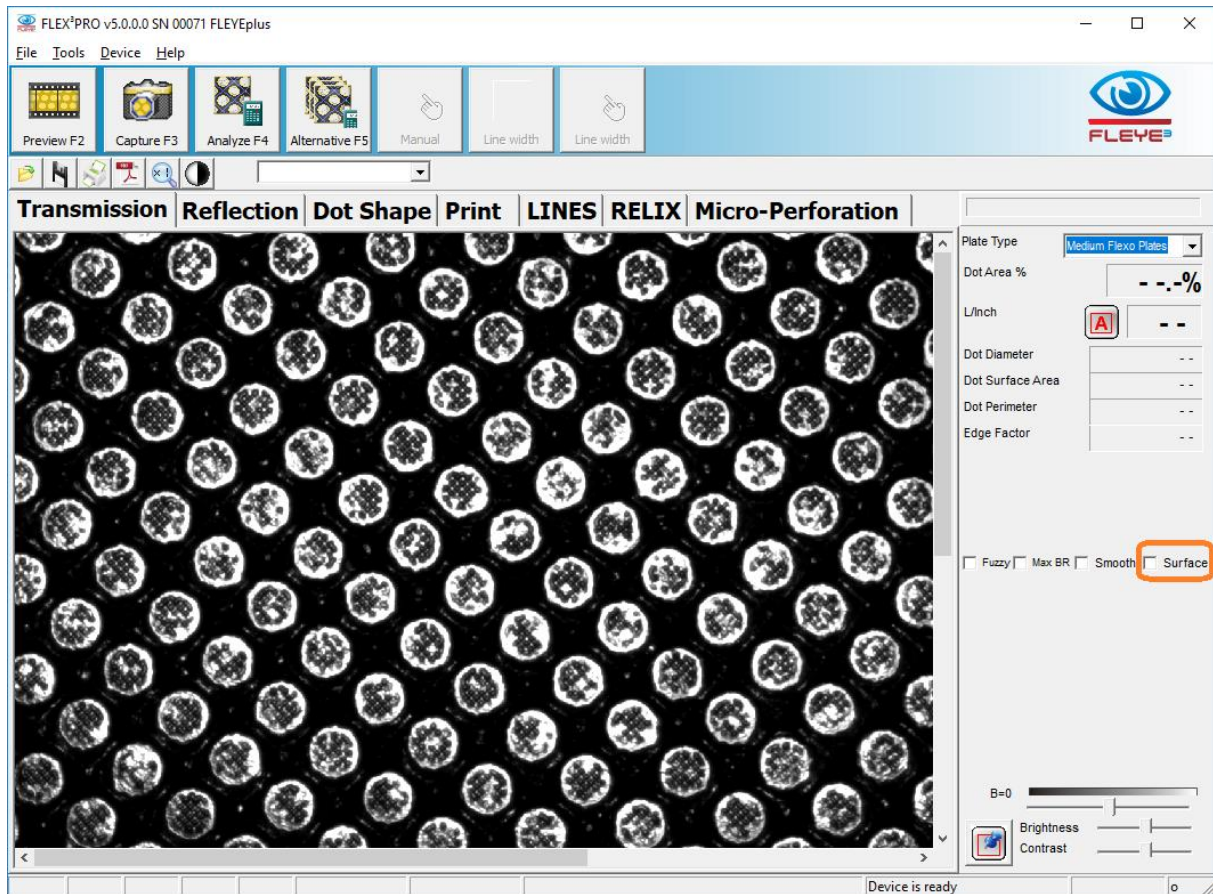 FLEX³PRO v5.0.0.0 SN 00071 FLEYEplus
File Tools Device Help
Preview F2 Capture F3 Analyze F4 Alternative F5 Manual Line width Line width
FLEYE³
Transmission Reflection Dot Shape Print LINES RELIX Micro-Perforation
Plate Type Medium Flexo Plates
Dot Area % - -.-%
L/Inch A - -
Dot Diameter - -
Dot Surface Area - -
Dot Perimeter - -
Edge Factor - -
Fuzzy Max BR Smooth Surface
B=0
Brightness
Contrast
Device is ready o